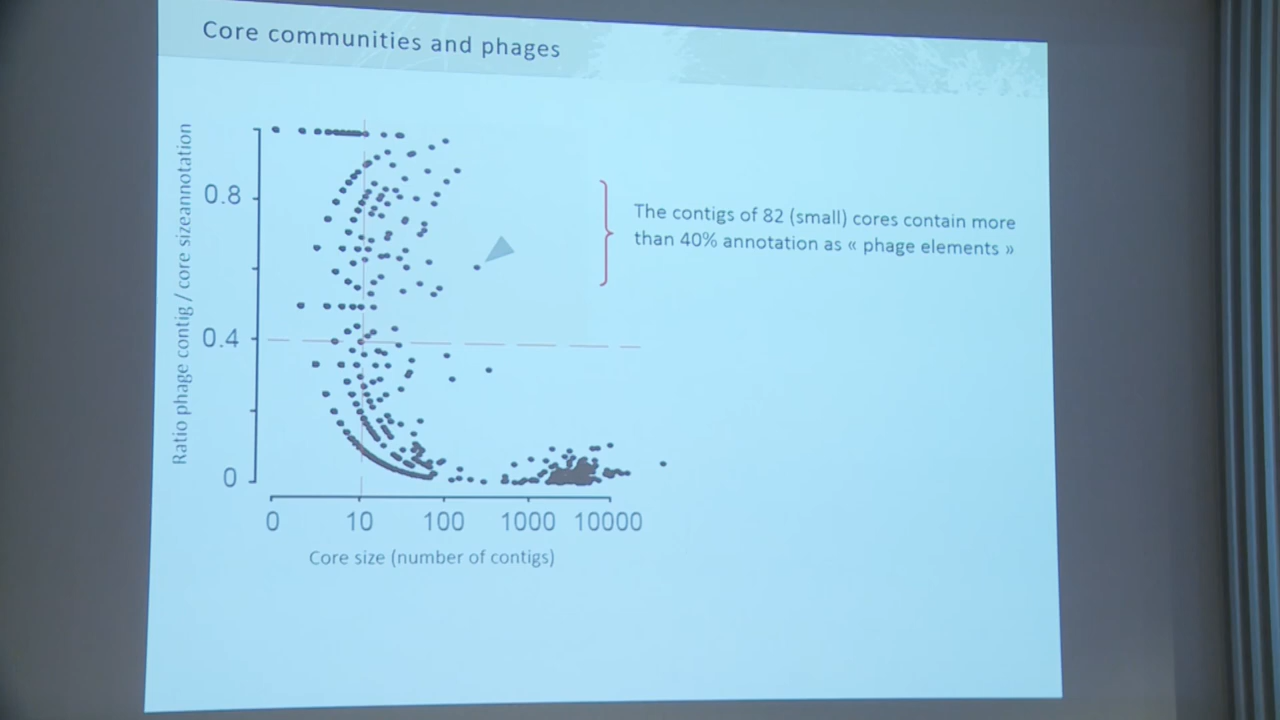 Core communities and phages
Ratio phage contig / core sizeannotation
0.8
0.4
0
The contigs of 82 (small) cores contain more
than 40% annotation as « phage elements »
0 10 100 1000 10000
Core size (number of contigs)